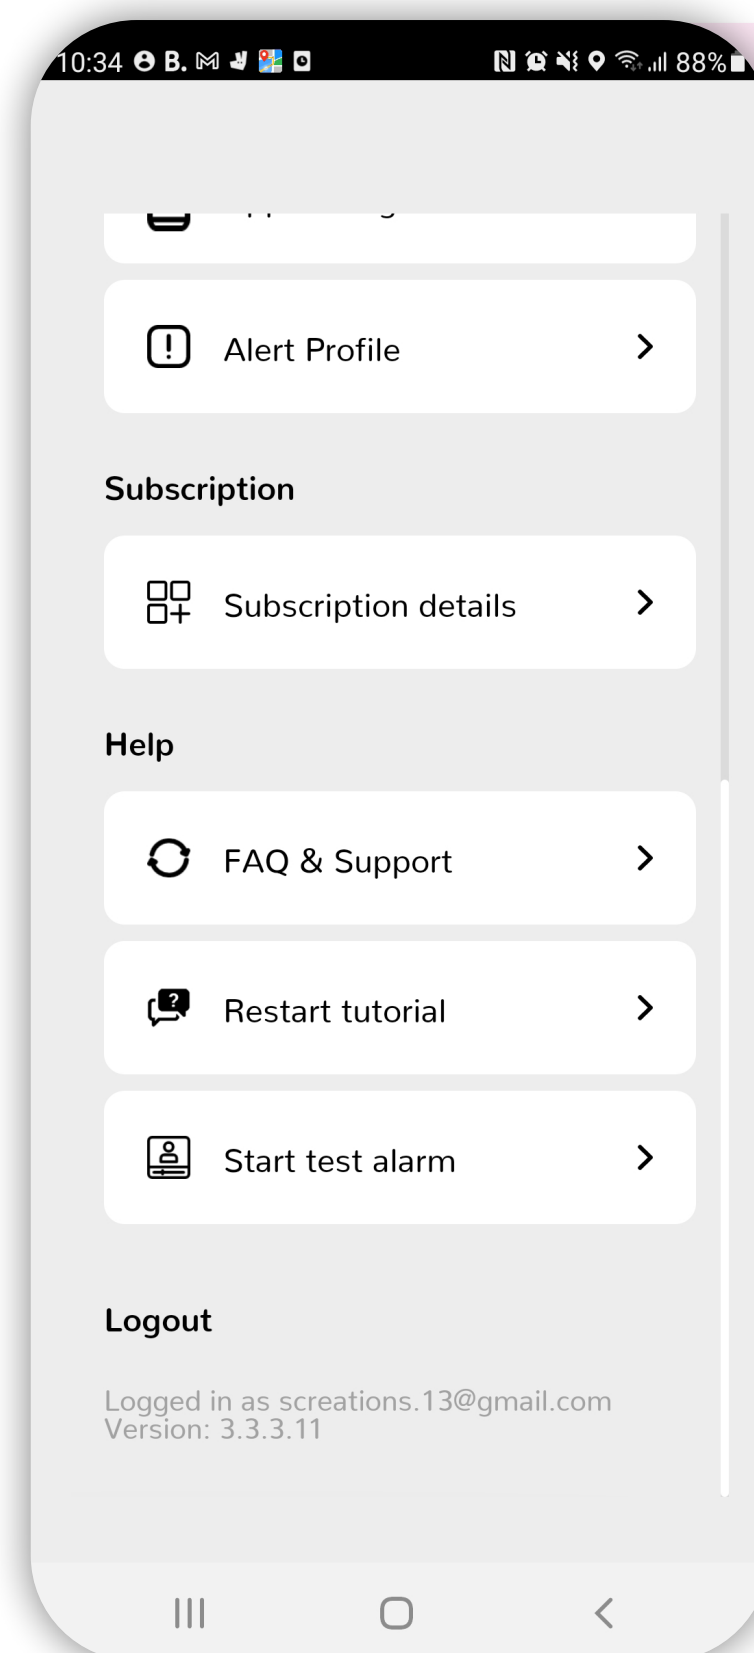 10:34 B. 88%
Alert Profile
Subscription
Subscription details
Help
FAQ & Support
Restart tutorial
Start test alarm
Logout
Logged in as screations.13@gmail.com
Version: 3.3.3.11